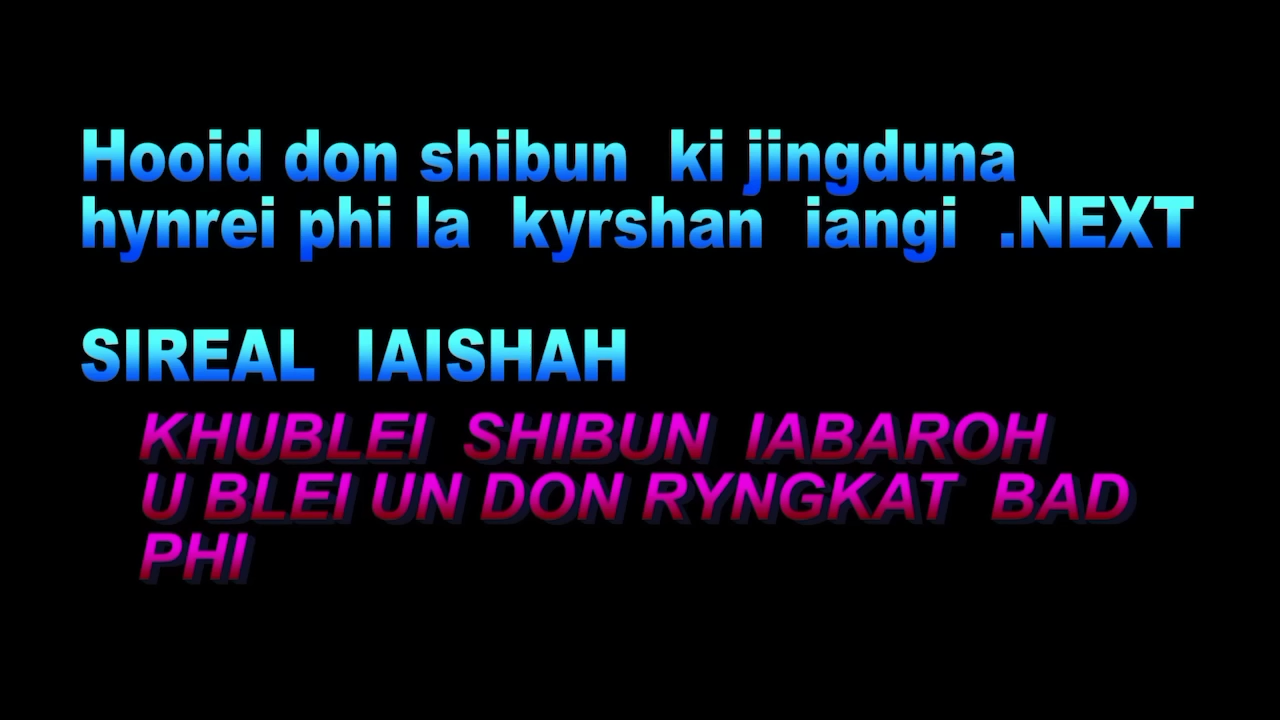 Hooid don shibun ki jingduna
hynrei phi la kyrshan iangi .NEXT
SIREAL IAISHAH
KHUBLEI SHIBUN IABAROH
U BLEI UN DON RYNGKAT BAD
PHI